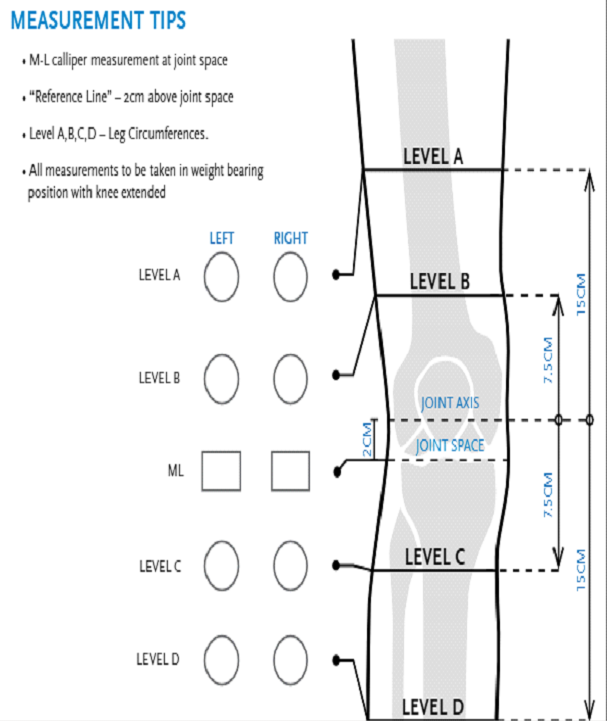 MEASUREMENT TIPS
• M-L calliper measurement at joint space
• “Reference Line” – 2cm above joint space
• Level A,B,C,D – Leg Circumferences.
• All measurements to be taken in weight bearing
position with knee extended
LEVEL A
LEFT RIGHT
LEVEL A
LEVEL B
15CM
7.5CM
LEVEL B
JOINT AXIS
2CM
JOINT SPACE
ML
7.5CM
LEVEL C
LEVEL C
15CM
LEVEL D
LEVEL D